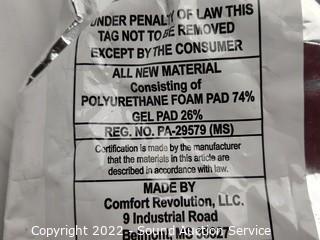 UNDER PENALTY OF LAW THIS
TAG NOT TO BE REMOVED
EXCEPT BY THE CONSUMER
ALL NEW MATERIAL
Consisting of
POLYURETHANE FOAM PAD 74%
GEL PAD 26%
REG. NO. PA-29579 (MS)
Certification is made by the manufacturer
that the materials in this article are
described in accordance with law.
MADE BY
Comfort Revolution, LLC.
9 Industrial Road
Belmont, MS 38827
Copyright 2022 - Sound Auction Service